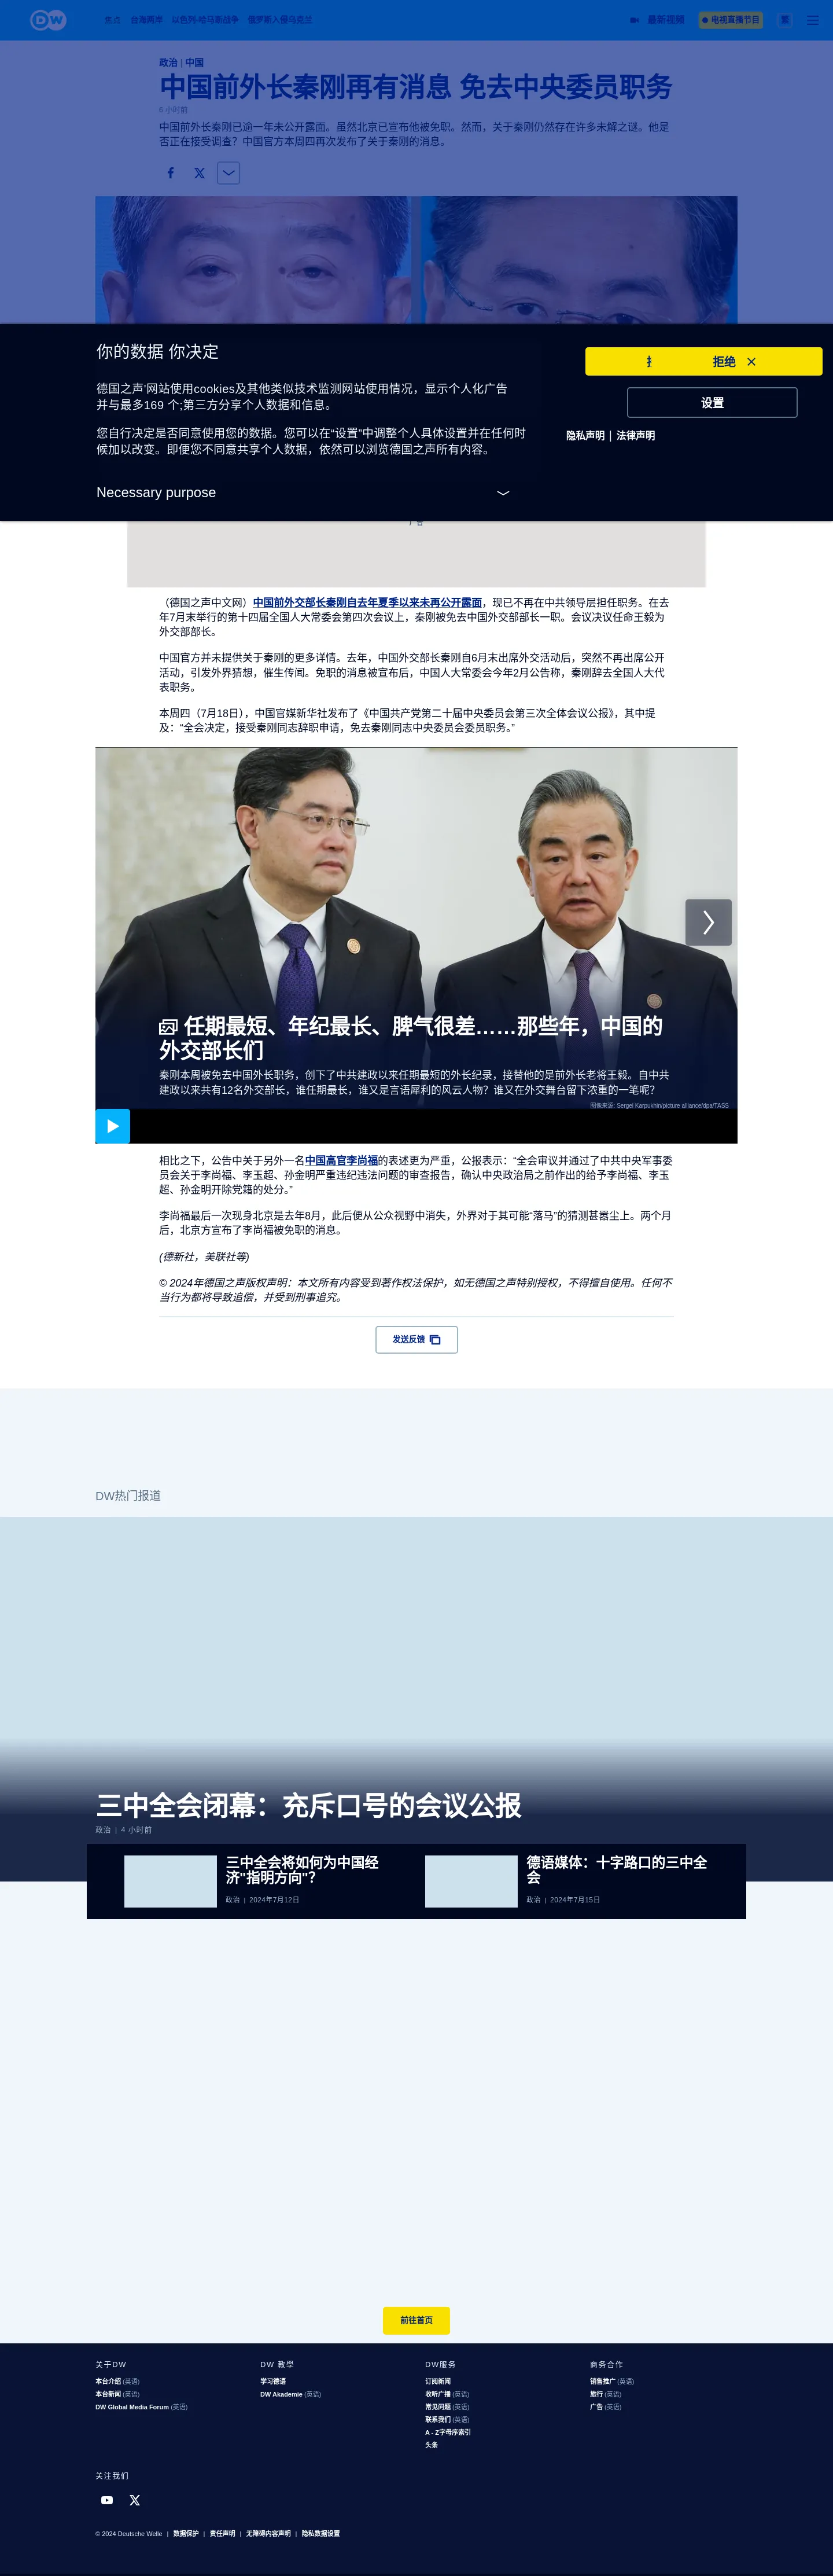 DW
焦点 台海两岸 以色列-哈马斯战争 俄罗斯入侵乌克兰 最新视频 电视直播节目 繁
政治 | 中国
中国前外长秦刚再有消息 免去中央委员职务
6 小时前
中国前外长秦刚已逾一年未公开露面。虽然北京已宣布他被免职。然而，关于秦刚仍然存在许多未解之谜。他是
否正在接受调查？中国官方本周四再次发布了关于秦刚的消息。
你的数据 你决定
德国之声'网站使用cookies及其他类似技术监测网站使用情况，显示个人化广告
并与最多169 个;第三方分享个人数据和信息。
您自行决定是否同意使用您的数据。您可以在“设置”中调整个人具体设置并在任何时
候加以改变。即便您不同意共享个人数据，依然可以浏览德国之声所有内容。
Necessary purpose
拒绝
设置
隐私声明 | 法律声明
广告
（德国之声中文网）中国前外交部长秦刚自去年夏季以来未再公开露面，现已不再在中共领导层担任职务。在去
年7月末举行的第十四届全国人大常委会第四次会议上，秦刚被免去中国外交部部长一职。会议决议任命王毅为
外交部部长。
中国官方并未提供关于秦刚的更多详情。去年，中国外交部长秦刚自6月末出席外交活动后，突然不再出席公开
活动，引发外界猜想，催生传闻。免职的消息被宣布后，中国人大常委会今年2月公告称，秦刚辞去全国人大代
表职务。
本周四（7月18日），中国官媒新华社发布了《中国共产党第二十届中央委员会第三次全体会议公报》，其中提
及：“全会决定，接受秦刚同志辞职申请，免去秦刚同志中央委员会委员职务。”
任期最短、年纪最长、脾气很差……那些年，中国的
外交部长们
秦刚本周被免去中国外长职务，创下了中共建政以来任期最短的外长纪录，接替他的是前外长老将王毅。自中共
建政以来共有12名外交部长，谁任期最长，谁又是言语犀利的风云人物？谁又在外交舞台留下浓重的一笔呢？
图像来源: Sergei Karpukhin/picture alliance/dpa/TASS
相比之下，公告中关于另外一名中国高官李尚福的表述更为严重，公报表示：“全会审议并通过了中共中央军事委
员会关于李尚福、李玉超、孙金明严重违纪违法问题的审查报告，确认中央政治局之前作出的给予李尚福、李玉
超、孙金明开除党籍的处分。”
李尚福最后一次现身北京是去年8月，此后便从公众视野中消失，外界对于其可能“落马”的猜测甚嚣尘上。两个月
后，北京方宣布了李尚福被免职的消息。
(德新社，美联社等)
© 2024年德国之声版权声明：本文所有内容受到著作权法保护，如无德国之声特别授权，不得擅自使用。任何不
当行为都将导致追偿，并受到刑事追究。
发送反馈
DW热门报道
三中全会闭幕：充斥口号的会议公报
政治 | 4 小时前
三中全会将如何为中国经
济"指明方向"？
政治 | 2024年7月12日
德语媒体：十字路口的三中全
会
政治 | 2024年7月15日
前往首页
关于DW
本台介绍 (英语)
本台新闻 (英语)
DW Global Media Forum (英语)
DW 教學
学习德语
DW Akademie (英语)
DW服务
订阅新闻
收听广播 (英语)
常见问题 (英语)
联系我们 (英语)
A - Z字母序索引
头条
商务合作
销售推广 (英语)
旅行 (英语)
广告 (英语)
关注我们
© 2024 Deutsche Welle | 数据保护 | 责任声明 | 无障碍内容声明 | 隐私数据设置